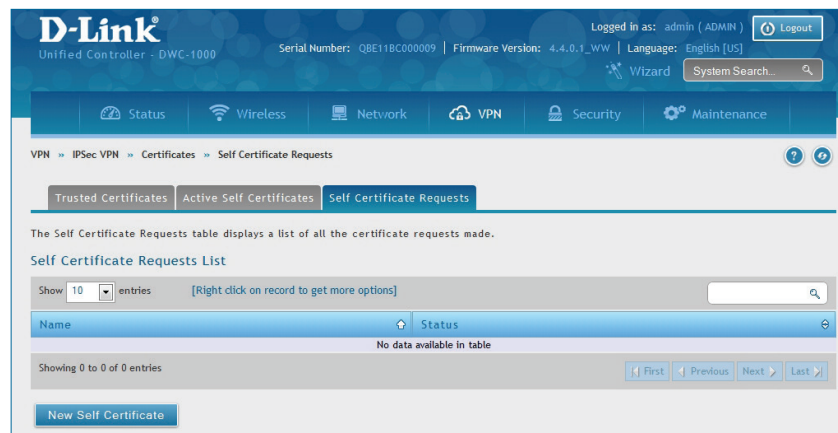 D-Link®
Unified Controller - DWC-1000
Logged in as: admin ( ADMIN ) Logout
Serial Number: QBE11BC000009 | Firmware Version: 4.4.0.1_WW | Language: English [US]
Wizard System Search...
Status Wireless Network VPN Security Maintenance
VPN » IPSec VPN » Certificates » Self Certificate Requests
Trusted Certificates Active Self Certificates Self Certificate Requests
The Self Certificate Requests table displays a list of all the certificate requests made.
Self Certificate Requests List
Show 10 entries [Right click on record to get more options]
Name Status
No data available in table
Showing 0 to 0 of 0 entries First Previous Next Last
New Self Certificate